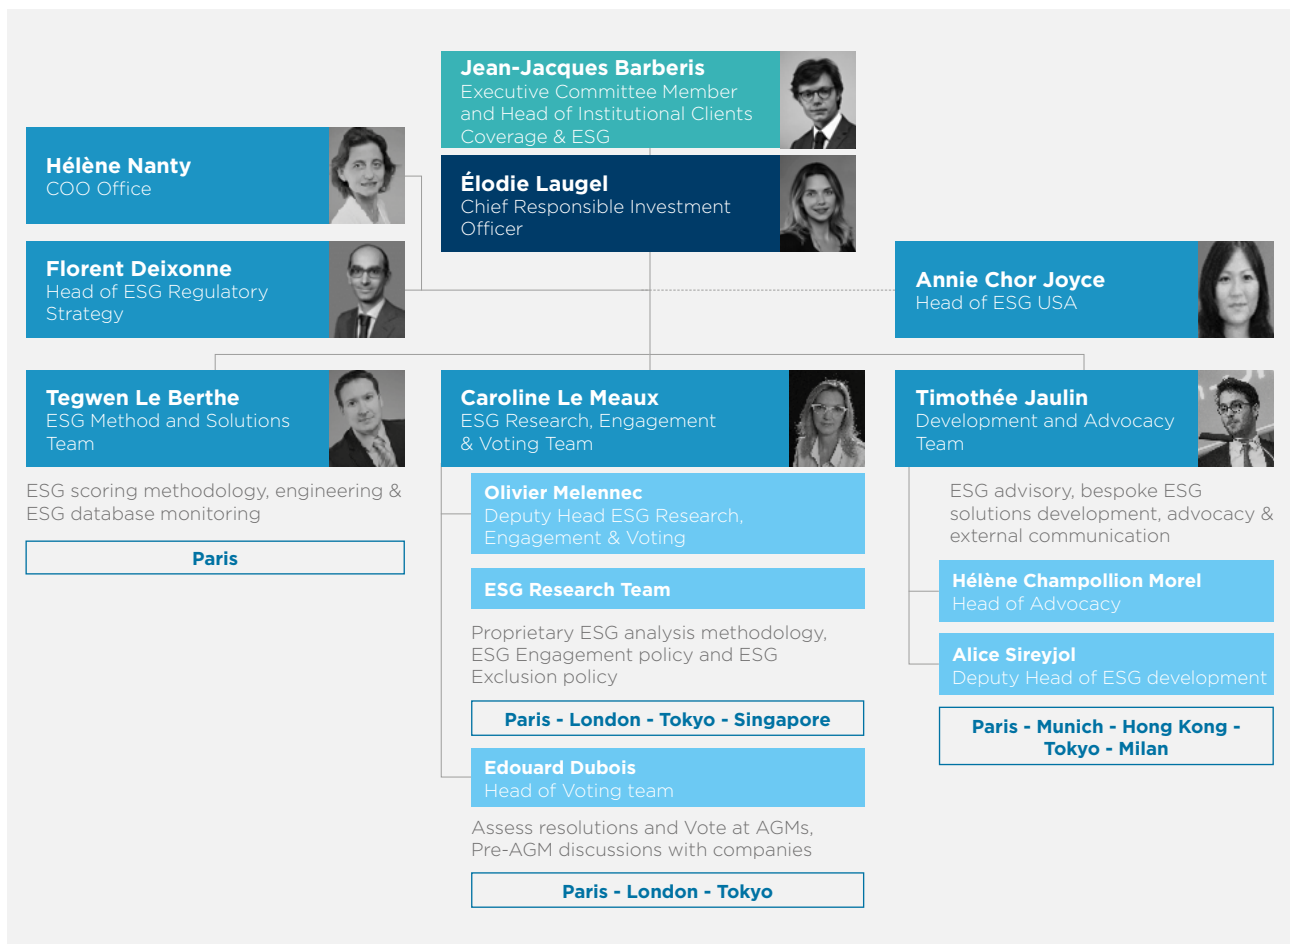 Jean-Jacques Barberis
Executive Committee Member
and Head of Institutional Clients
Coverage & ESG
Hélène Nanty
COO Office
Élodie Laugel
Chief Responsible Investment
Officer
Florent Deixonne
Head of ESG Regulatory
Strategy
Annie Chor Joyce
Head of ESG USA
Tegwen Le Berthe
ESG Method and Solutions
Team
ESG scoring methodology, engineering &
ESG database monitoring
Paris
Caroline Le Meaux
ESG Research, Engagement
& Voting Team
Olivier Melennec
Deputy Head ESG Research,
Engagement & Voting
ESG Research Team
Proprietary ESG analysis methodology,
ESG Engagement policy and ESG
Exclusion policy
Paris - London - Tokyo - Singapore
Edouard Dubois
Head of Voting team
Assess resolutions and Vote at AGMs,
Pre-AGM discussions with companies
Paris - London - Tokyo
Timothée Jaulin
Development and Advocacy
Team
ESG advisory, bespoke ESG
solutions development, advocacy &
external communication
Hélène Champollion Morel
Head of Advocacy
Alice Sireyjol
Deputy Head of ESG development
Paris - Munich - Hong Kong -
Tokyo - Milan